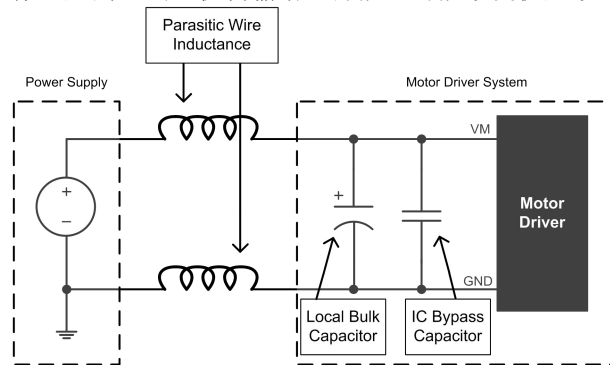 Parasitic Wire
Inductance
Power Supply
Motor Driver System
VM
+
+
−
Motor
Driver
GND
Local Bulk
Capacitor
IC Bypass
Capacitor